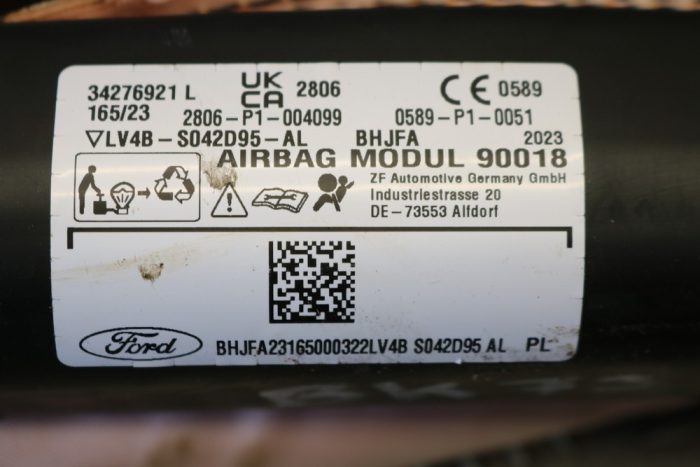 34276921 L UK CA 2806 CE 0589
165/23 2806-P1-004099 0589-P1-0051
▽LV4B-S042D95-AL BHJFA 2023
AIRBAG MODUL 90018
ZF Automotive Germany GmbH
Industriestrasse 20
DE-73553 Alfdorf
Ford BHJFA23165000322LV4B S042D95 AL PL